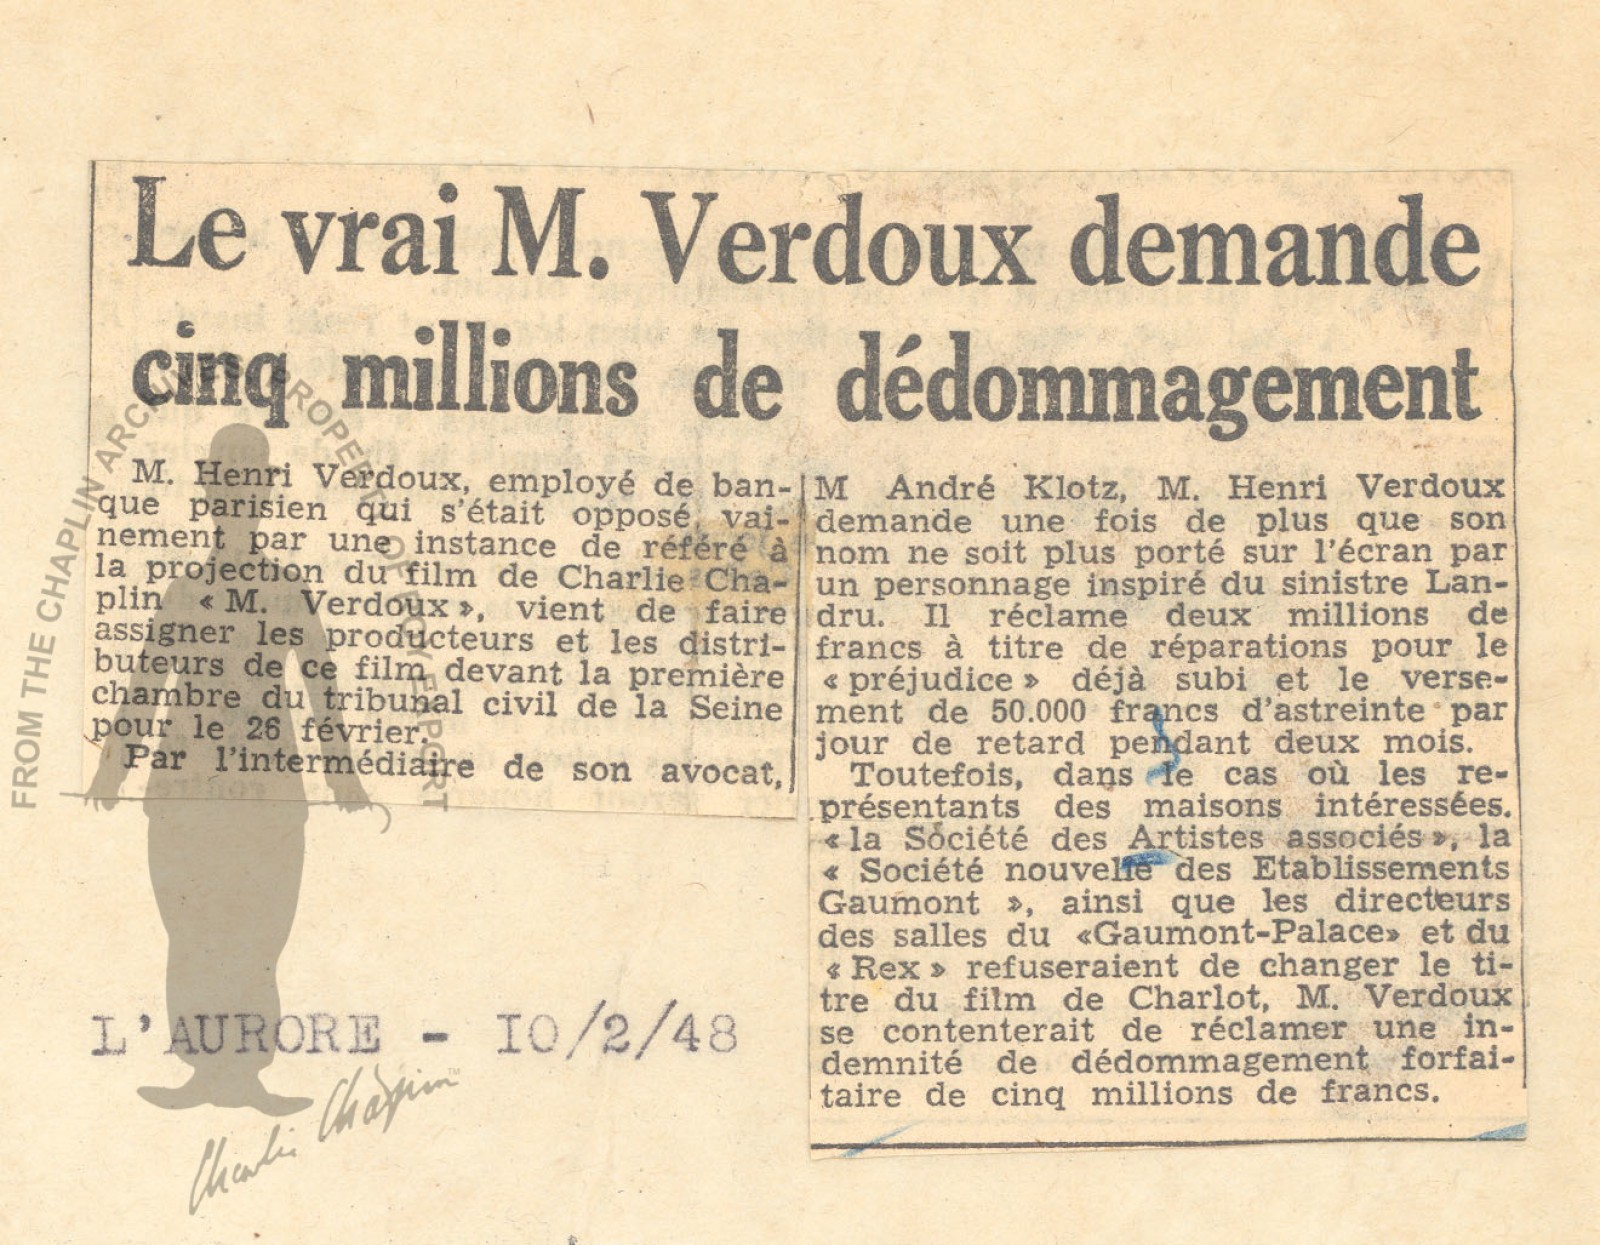 Le vrai M. Verdoux demande
cinq millions de dédommagement
M. Henri Verdoux, employé de ban-
que parisien qui s'était opposé vai-
nement par une instance de référé à
la projection du film de Charlie Cha-
plin « M. Verdoux », vient de faire
assigner les producteurs et les distri-
buteurs de ce film devant la première
chambre du tribunal civil de la Seine
pour le 26 février.
Par l'intermédiaire de son avocat,
M André Klotz, M. Henri Verdoux
demande une fois de plus que son
nom ne soit plus porté sur l'écran par
un personnage inspiré du sinistre Lan-
dru. Il réclame deux millions de
francs à titre de réparations pour le
« préjudice » déjà subi et le verse-
ment de 50.000 francs d'astreinte par
jour de retard pendant deux mois.
Toutefois, dans le cas où les re-
présentants des maisons intéressées.
« la Société des Artistes associés », la
« Société nouvelle des Etablissements
Gaumont », ainsi que les directeurs
des salles du «Gaumont-Palace» et du
« Rex » refuseraient de changer le ti-
tre du film de Charlot, M. Verdoux
se contenterait de réclamer une in-
demnité de dédommagement forfai-
taire de cinq millions de francs.
L'AURORE - 10/2/48
FROM THE CHAPLIN ARCHIVES PROPERTY OF ROY EXPORT
Charlie Chaplin™